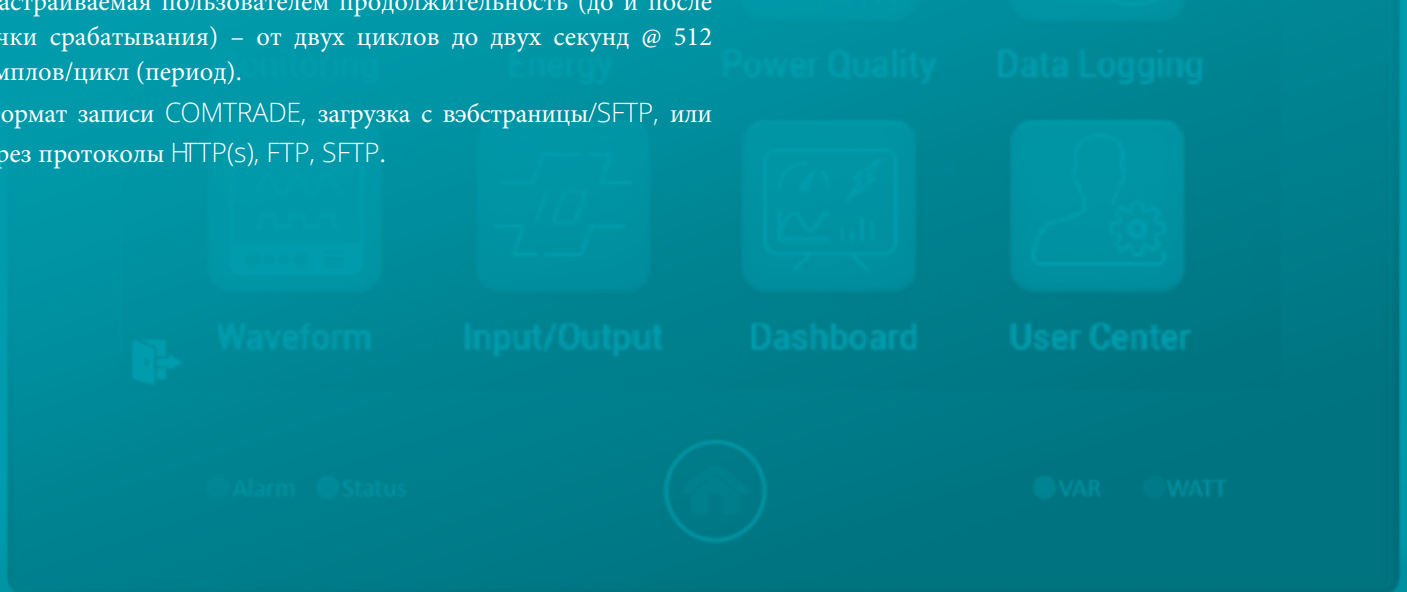 астраиваемая пользователем продолжительность (до и после
чки срабатывания) – от двух циклов до двух секунд @ 512
мплов/цикл (период).
ормат записи COMTRADE, загрузка с вэбстраницы/SFTP, или
рез протоколы HTTP(s), FTP, SFTP.
Monitoring Energy Power Quality Data Logging
Waveform Input/Output Dashboard User Center
Alarm Status VAR WATT